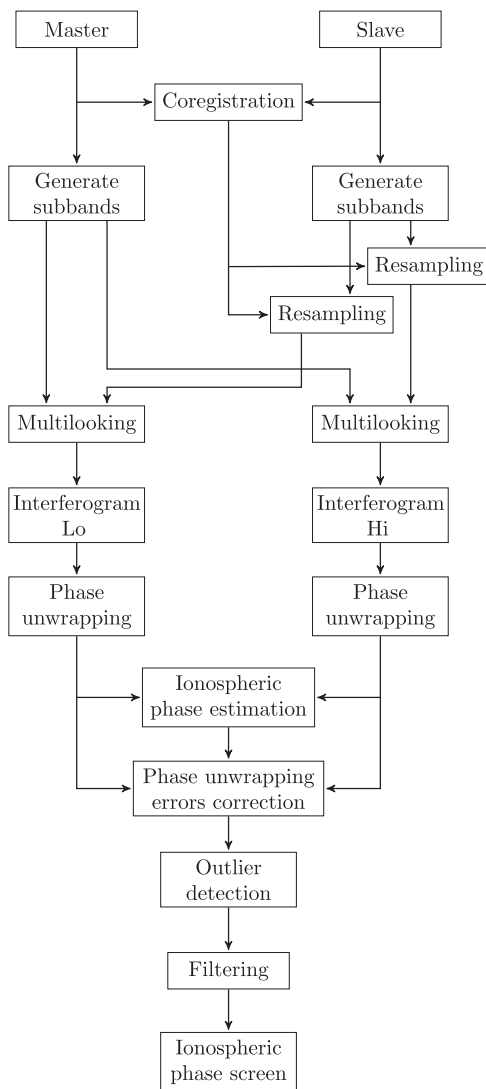 Master
Slave
Coregistration
Generate
subbands
Generate
subbands
Resampling
Resampling
Multilooking
Multilooking
Interferogram
Lo
Interferogram
Hi
Phase
unwrapping
Phase
unwrapping
Ionospheric
phase estimation
Phase unwrapping
errors correction
Outlier
detection
Filtering
Ionospheric
phase screen